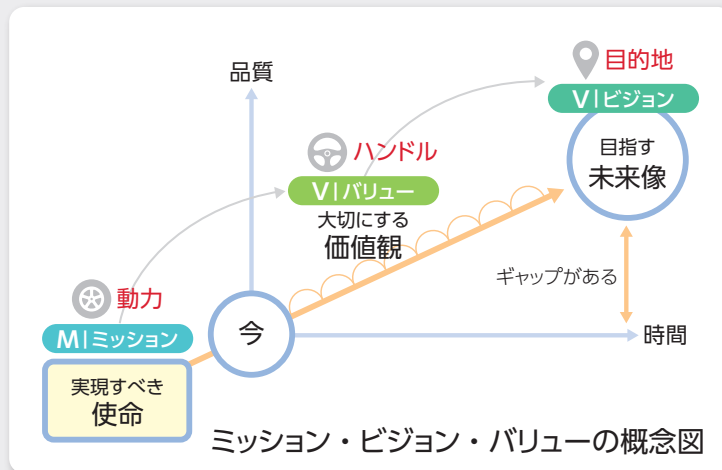 品質
目的地
V|ビジョン
目指す
未来像
ハンドル
V|バリュー
大切にする
価値観
ギャップがある
動力
M|ミッション
今
時間
実現すべき
使命
ミッション・ビジョン・バリューの概念図